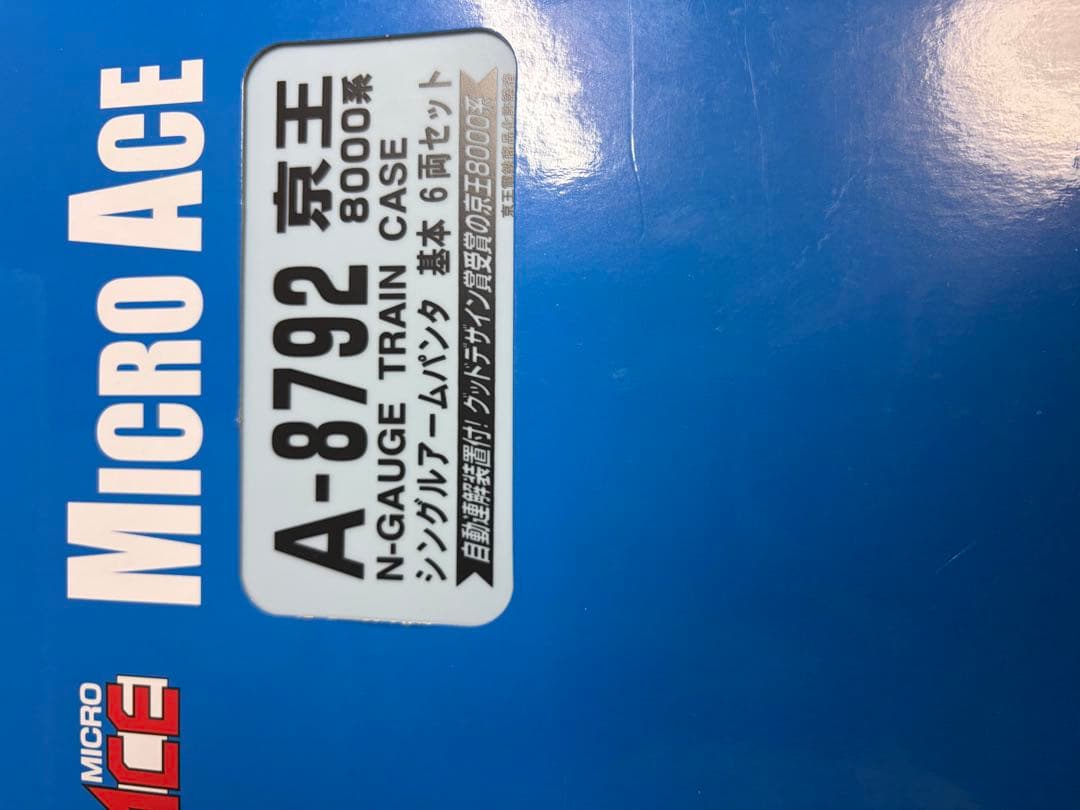 MICRO ACE
MICRO ACE
A-8792 京王
8000系
N-GAUGE TRAIN CASE
シングルアームパンタ 基本 6両セット
自動連解装置付!グッドデザイン賞受賞の京王8000系